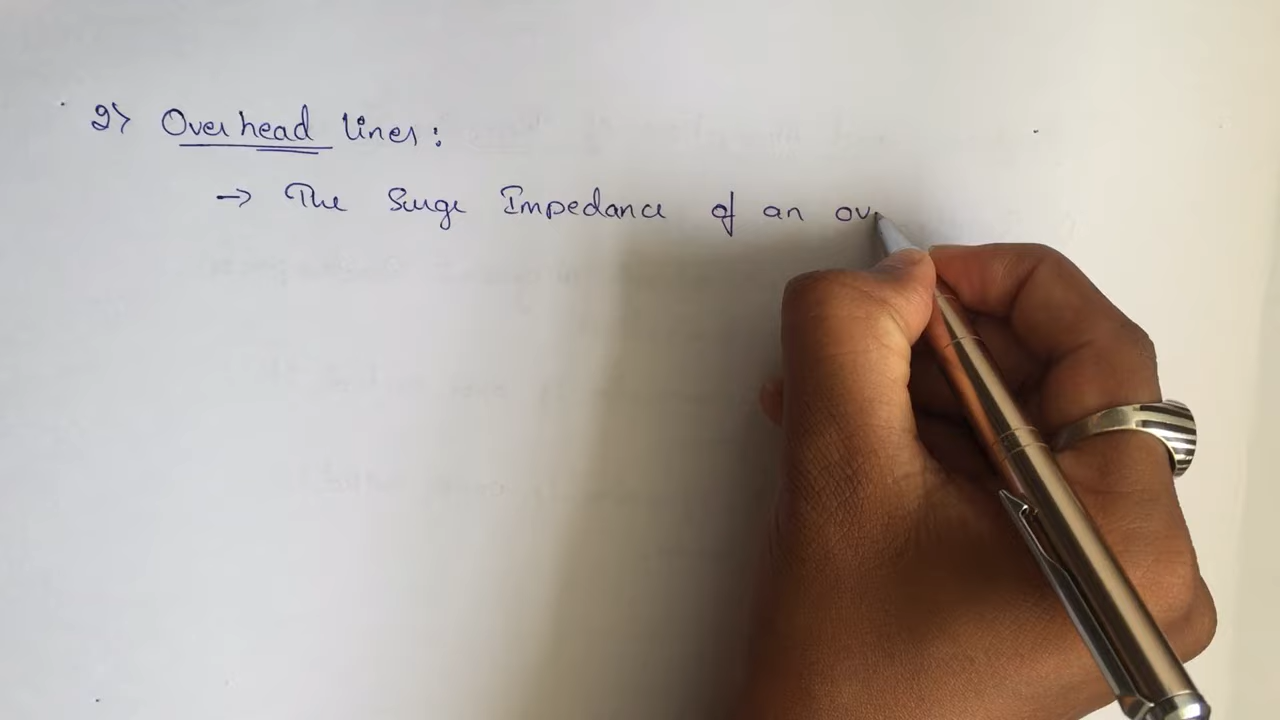 2> Overhead lines:
→ The Surge Impedance of an ov